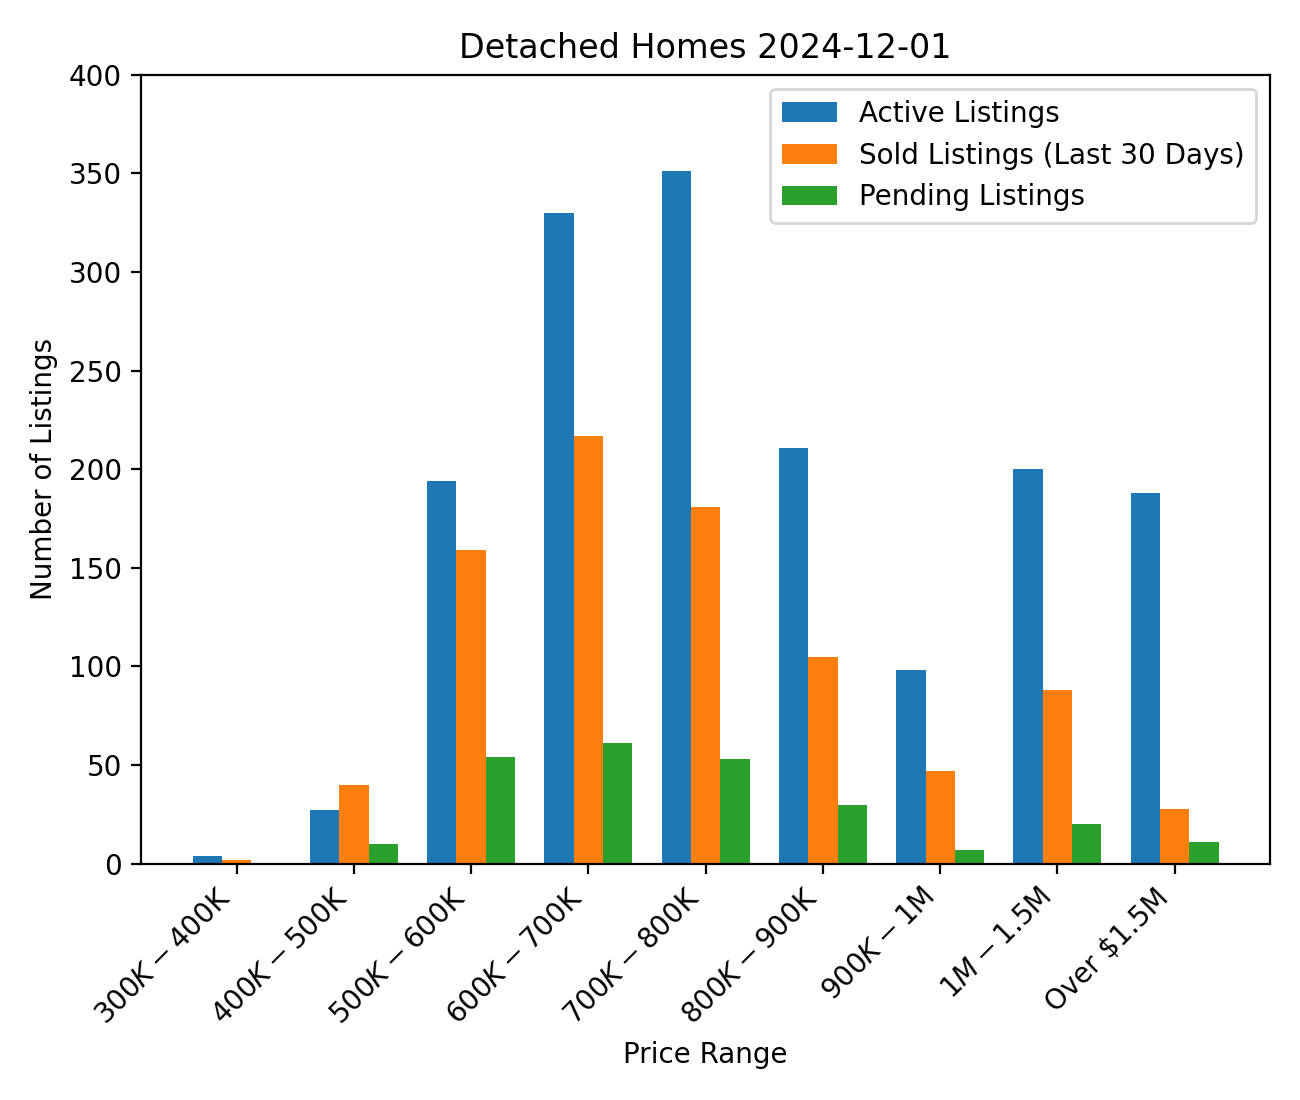 Detached Homes 2024-12-01
400
350
300
250
200
150
100
50
0
Number of Listings
Active Listings
Sold Listings (Last 30 Days)
Pending Listings
300K − 400K
400K − 500K
500K − 600K
600K − 700K
700K − 800K
800K − 900K
900K − 1M
1M − 1.5M
Over $1.5M
Price Range